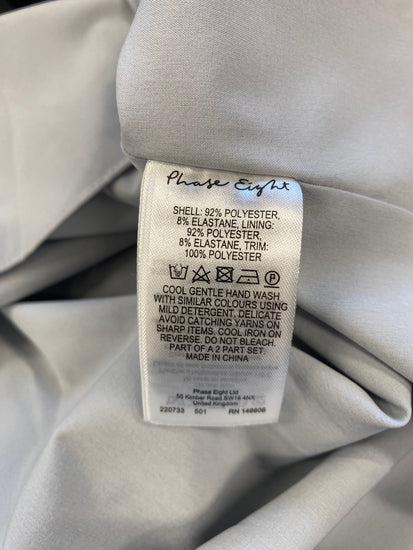 Phase Eight
SHELL: 92% POLYESTER,
8% ELASTANE, LINING:
92% POLYESTER,
8% ELASTANE, TRIM:
100% POLYESTER
P
COOL GENTLE HAND WASH
WITH SIMILAR COLOURS USING
MILD DETERGENT, DELICATE
AVOID CATCHING YARNS ON
SHARP ITEMS. COOL IRON ON
REVERSE. DO NOT BLEACH.
PART OF A 2 PART SET.
MADE IN CHINA
Phase Eight Ltd
55 Kimber Road SW18 4NX
United Kingdom
220733 501 RN 148608